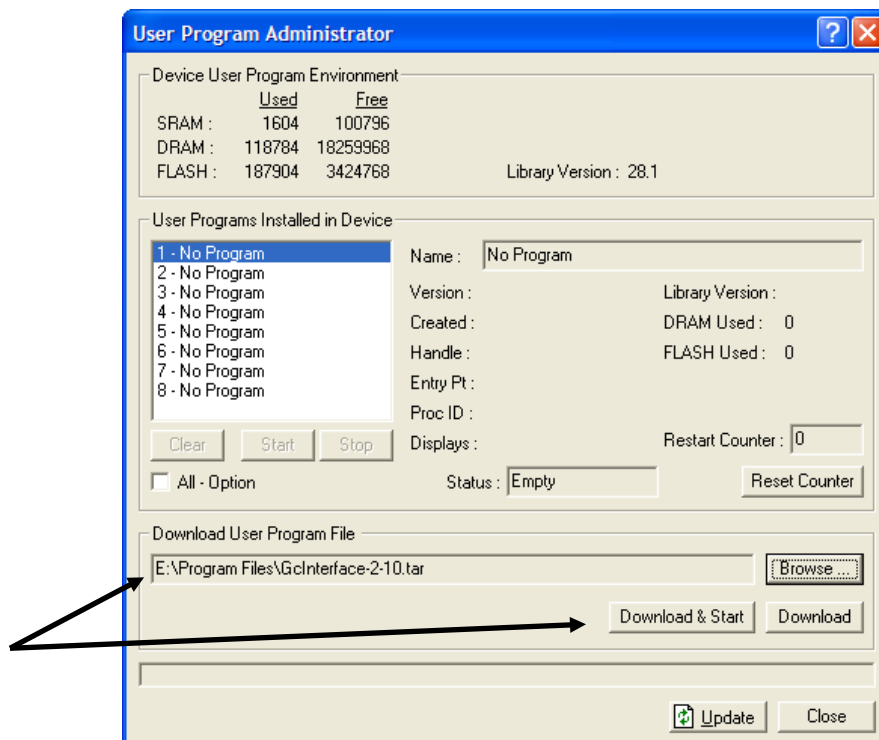 User Program Administrator
Device User Program Environment
Used Free
SRAM : 1604 100796
DRAM : 118784 18259968
FLASH : 187904 3424768 Library Version : 28.1
User Programs Installed in Device
1 - No Program
2 - No Program
3 - No Program
4 - No Program
5 - No Program
6 - No Program
7 - No Program
8 - No Program
Name : No Program
Version : Library Version :
Created : DRAM Used : 0
Handle : FLASH Used : 0
Entry Pt :
Proc ID :
Displays : Restart Counter : 0
Clear Start Stop
All - Option
Status : Empty Reset Counter
Download User Program File
E:\Program Files\GcInterface-2-10.tar Browse ...
Download & Start Download
Update Close